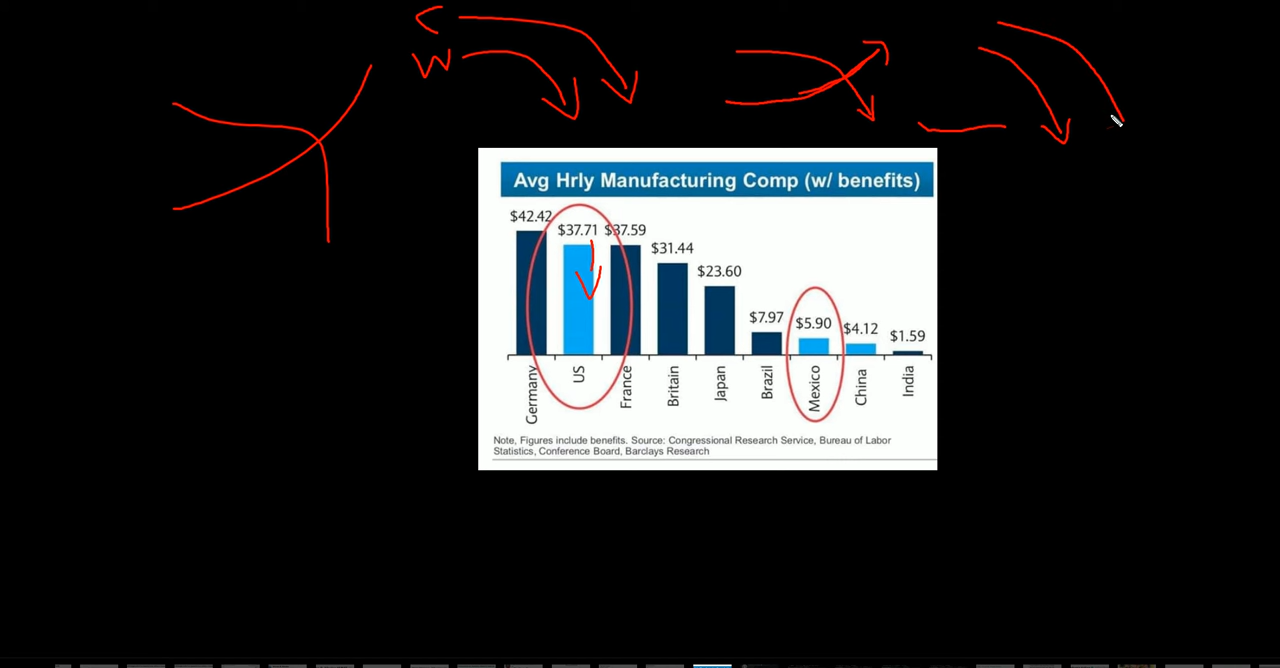 C
W
Avg Hrly Manufacturing Comp (w/ benefits)
$42.42
$37.71
$37.59
$31.44
$23.60
$7.97
$5.90
$4.12
$1.59
Germany
US
France
Britain
Japan
Brazil
Mexico
China
India
Note, Figures include benefits. Source: Congressional Research Service, Bureau of Labor
Statistics, Conference Board, Barclays Research